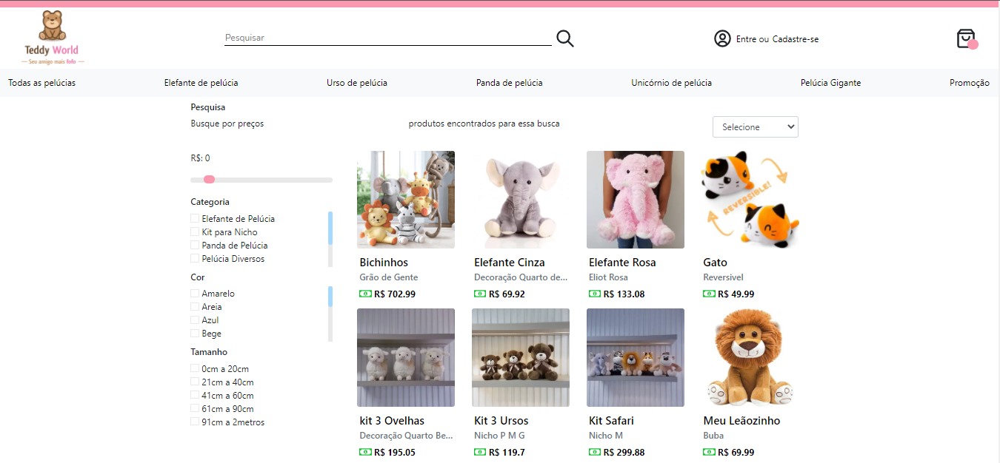 Teddy World
Seu amigo mais fofo
Pesquisar
Entre ou Cadastre-se
Todas as pelúcias
Elefante de pelúcia
Urso de pelúcia
Panda de pelúcia
Unicórnio de pelúcia
Pelúcia Gigante
Promoção
Pesquisa
Busque por preços
R$: 0
Categoria
Elefante de Pelúcia
Kit para Nicho
Panda de Pelúcia
Pelúcia Diversos
Cor
Amarelo
Areia
Azul
Bege
Tamanho
0cm a 20cm
21cm a 40cm
41cm a 60cm
61cm a 90cm
91cm a 2metros
produtos encontrados para essa busca
Selecione
Bichinhos
Grão de Gente
R$ 702.99
Elefante Cinza
Decoração Quarto de...
R$ 69.92
Elefante Rosa
Eliot Rosa
R$ 133.08
REVERSIBLE!
Gato
Reversivel
R$ 49.99
kit 3 Ovelhas
Decoração Quarto Be...
R$ 195.05
Kit 3 Ursos
Nicho P M G
R$ 119.7
Kit Safari
Nicho M
R$ 299.88
Meu Leãozinho
Buba
R$ 69.99